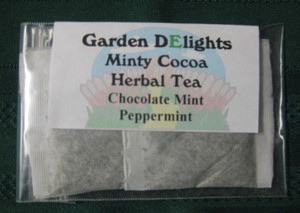 Garden DElights
Minty Cocoa
Herbal Tea
Chocolate Mint
Peppermint